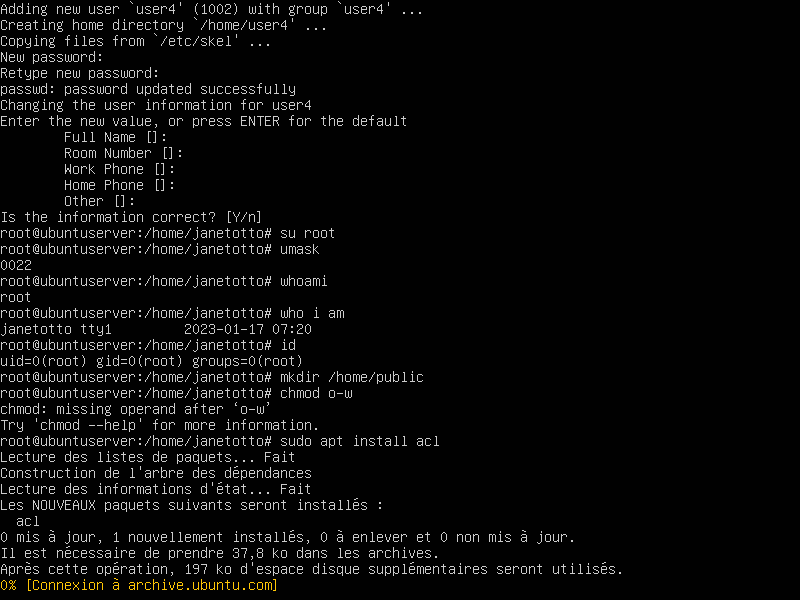 Adding new user `user4' (1002) with group `user4' ...
Creating home directory `/home/user4' ...
Copying files from `/etc/skel' ...
New password:
Retype new password:
passwd: password updated successfully
Changing the user information for user4
Enter the new value, or press ENTER for the default
        Full Name []:
        Room Number []:
        Work Phone []:
        Home Phone []:
        Other []:
Is the information correct? [Y/n]
root@ubuntuserver:/home/janetotto# su root
root@ubuntuserver:/home/janetotto# umask
0022
root@ubuntuserver:/home/janetotto# whoami
root
root@ubuntuserver:/home/janetotto# who i am
janetotto tty1         2023-01-17 07:20
root@ubuntuserver:/home/janetotto# id
uid=0(root) gid=0(root) groups=0(root)
root@ubuntuserver:/home/janetotto# mkdir /home/public
root@ubuntuserver:/home/janetotto# chmod o-w
chmod: missing operand after ‘o-w’
Try 'chmod --help' for more information.
root@ubuntuserver:/home/janetotto# sudo apt install acl
Lecture des listes de paquets... Fait
Construction de l'arbre des dépendances
Lecture des informations d'état... Fait
Les NOUVEAUX paquets suivants seront installés :
  acl
0 mis à jour, 1 nouvellement installés, 0 à enlever et 0 non mis à jour.
Il est nécessaire de prendre 37,8 ko dans les archives.
Après cette opération, 197 ko d'espace disque supplémentaires seront utilisés.
0% [Connexion à archive.ubuntu.com]